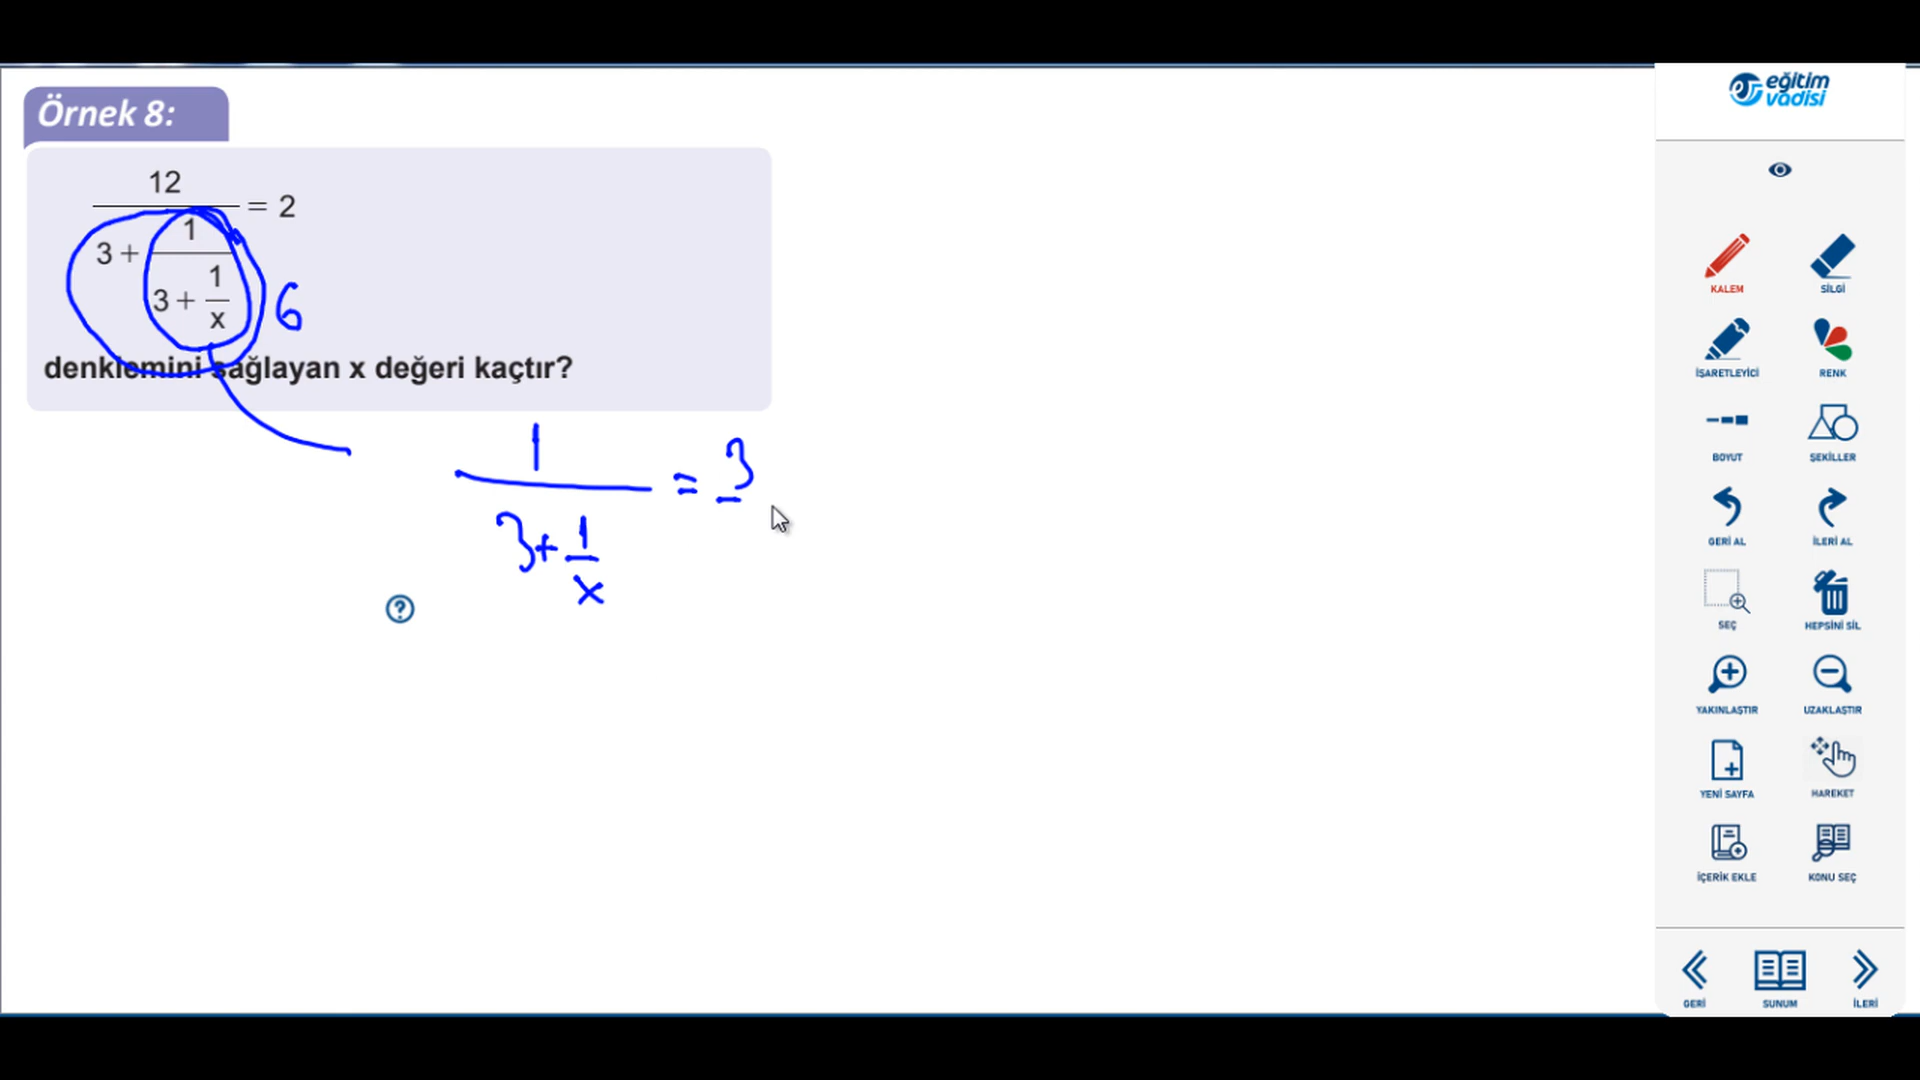 eğitim
vadisi
Örnek 8:
12
= 2
3 +
1
3 +
1
x
6
denklemini sağlayan x değeri kaçtır?
1
= 3
3 + 1
x
?
KALEM
SİLGİ
İŞARETLEYİCİ
RENK
BOYUT
ŞEKİLLER
GERİ AL
İLERİ AL
SEÇ
HEPSİNİ SİL
YAKINLAŞTIR
UZAKLAŞTIR
YENİ SAYFA
HAREKET
İÇERİK EKLE
KONU SEÇ
GERİ
SUNUM
İLERİ